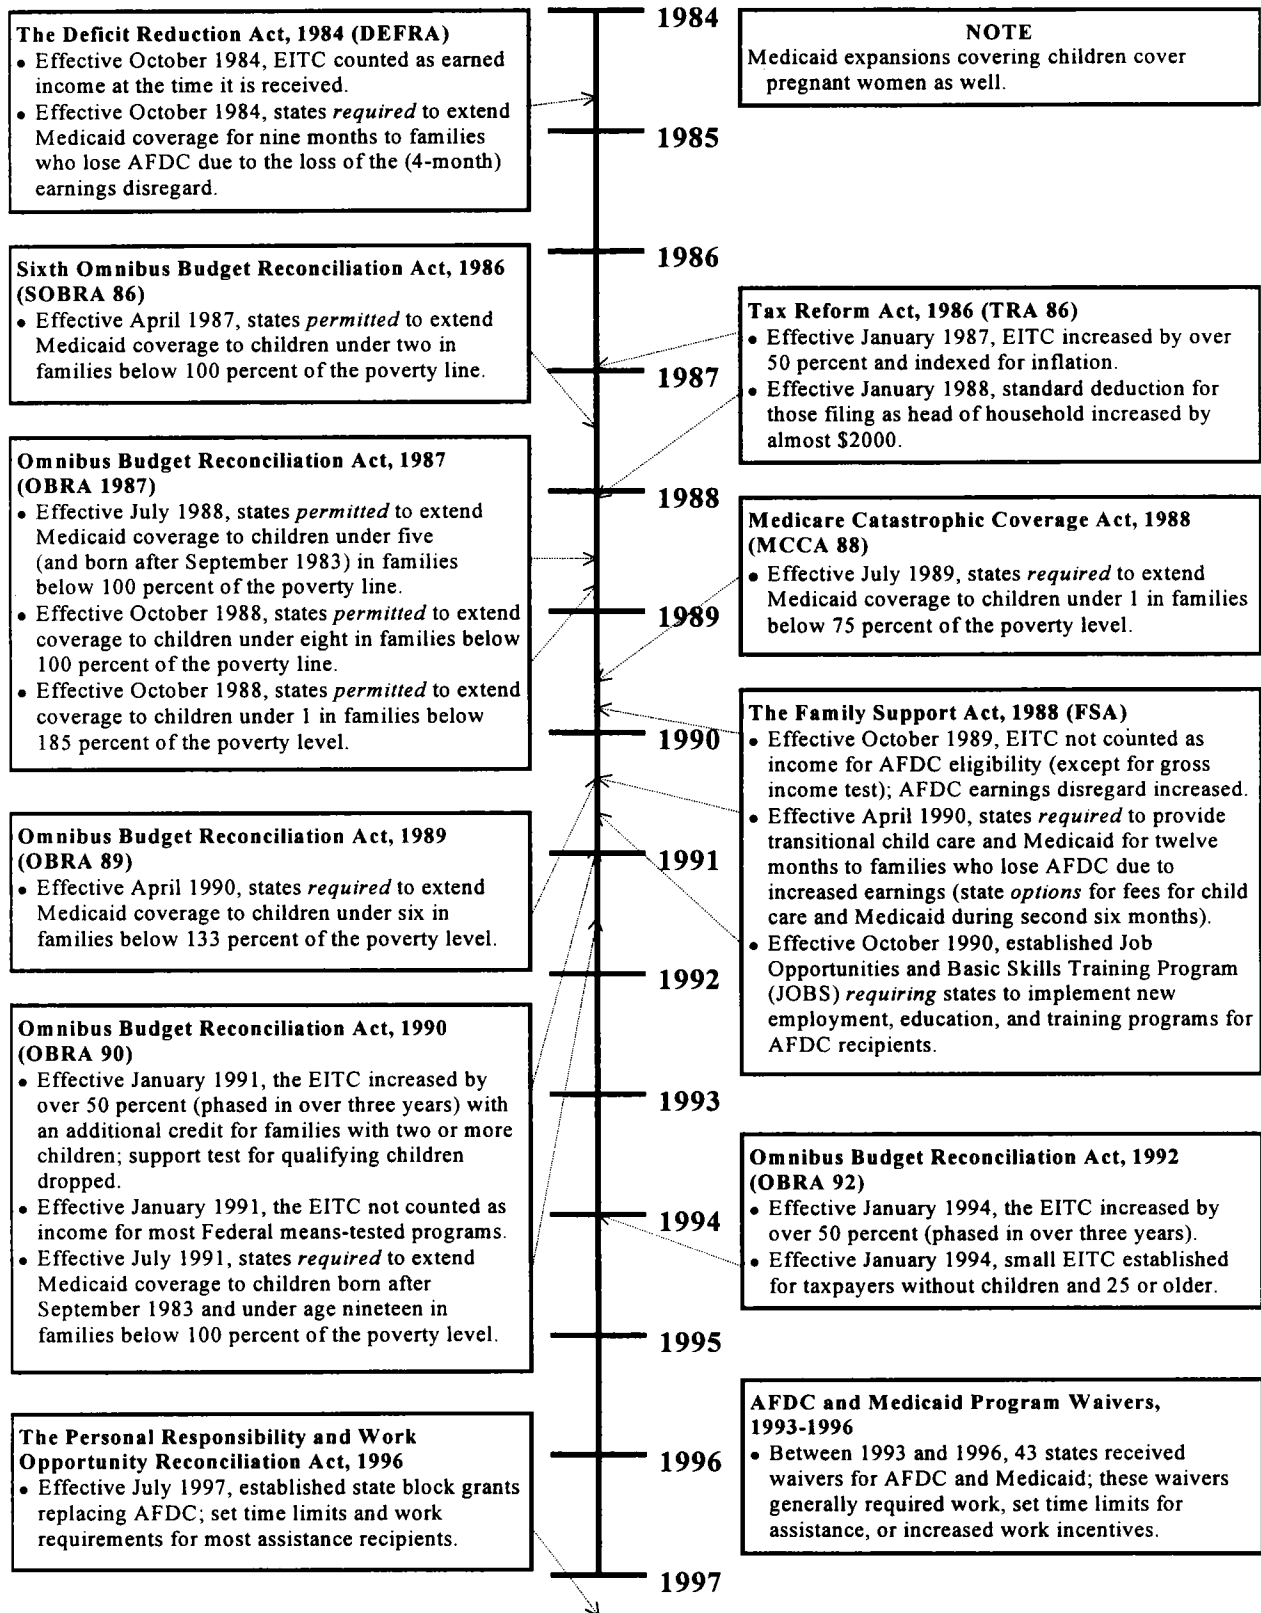 The Deficit Reduction Act, 1984 (DEFRA)
• Effective October 1984, EITC counted as earned
income at the time it is received.
• Effective October 1984, states required to extend
Medicaid coverage for nine months to families
who lose AFDC due to the loss of the (4-month)
earnings disregard.
1984
NOTE
Medicaid expansions covering children cover
pregnant women as well.
1985
1986
Sixth Omnibus Budget Reconciliation Act, 1986
(SOBRA 86)
• Effective April 1987, states permitted to extend
Medicaid coverage to children under two in
families below 100 percent of the poverty line.
Tax Reform Act, 1986 (TRA 86)
• Effective January 1987, EITC increased by over
50 percent and indexed for inflation.
• Effective January 1988, standard deduction for
those filing as head of household increased by
almost $2000.
1987
Omnibus Budget Reconciliation Act, 1987
(OBRA 1987)
• Effective July 1988, states permitted to extend
Medicaid coverage to children under five
(and born after September 1983) in families
below 100 percent of the poverty line.
• Effective October 1988, states permitted to extend
coverage to children under eight in families below
100 percent of the poverty line.
• Effective October 1988, states permitted to extend
coverage to children under 1 in families below
185 percent of the poverty level.
1988
Medicare Catastrophic Coverage Act, 1988
(MCCA 88)
• Effective July 1989, states required to extend
Medicaid coverage to children under 1 in families
below 75 percent of the poverty level.
1989
The Family Support Act, 1988 (FSA)
• Effective October 1989, EITC not counted as
income for AFDC eligibility (except for gross
income test); AFDC earnings disregard increased.
• Effective April 1990, states required to provide
transitional child care and Medicaid for twelve
months to families who lose AFDC due to
increased earnings (state options for fees for child
care and Medicaid during second six months).
• Effective October 1990, established Job
Opportunities and Basic Skills Training Program
(JOBS) requiring states to implement new
employment, education, and training programs for
AFDC recipients.
1990
Omnibus Budget Reconciliation Act, 1989
(OBRA 89)
• Effective April 1990, states required to extend
Medicaid coverage to children under six in
families below 133 percent of the poverty level.
1991
1992
Omnibus Budget Reconciliation Act, 1990
(OBRA 90)
• Effective January 1991, the EITC increased by
over 50 percent (phased in over three years) with
an additional credit for families with two or more
children; support test for qualifying children
dropped.
• Effective January 1991, the EITC not counted as
income for most Federal means-tested programs.
• Effective July 1991, states required to extend
Medicaid coverage to children born after
September 1983 and under age nineteen in
families below 100 percent of the poverty level.
1993
Omnibus Budget Reconciliation Act, 1992
(OBRA 92)
• Effective January 1994, the EITC increased by
over 50 percent (phased in over three years).
• Effective January 1994, small EITC established
for taxpayers without children and 25 or older.
1994
1995
AFDC and Medicaid Program Waivers,
1993-1996
• Between 1993 and 1996, 43 states received
waivers for AFDC and Medicaid; these waivers
generally required work, set time limits for
assistance, or increased work incentives.
The Personal Responsibility and Work
Opportunity Reconciliation Act, 1996
• Effective July 1997, established state block grants
replacing AFDC; set time limits and work
requirements for most assistance recipients.
1996
1997